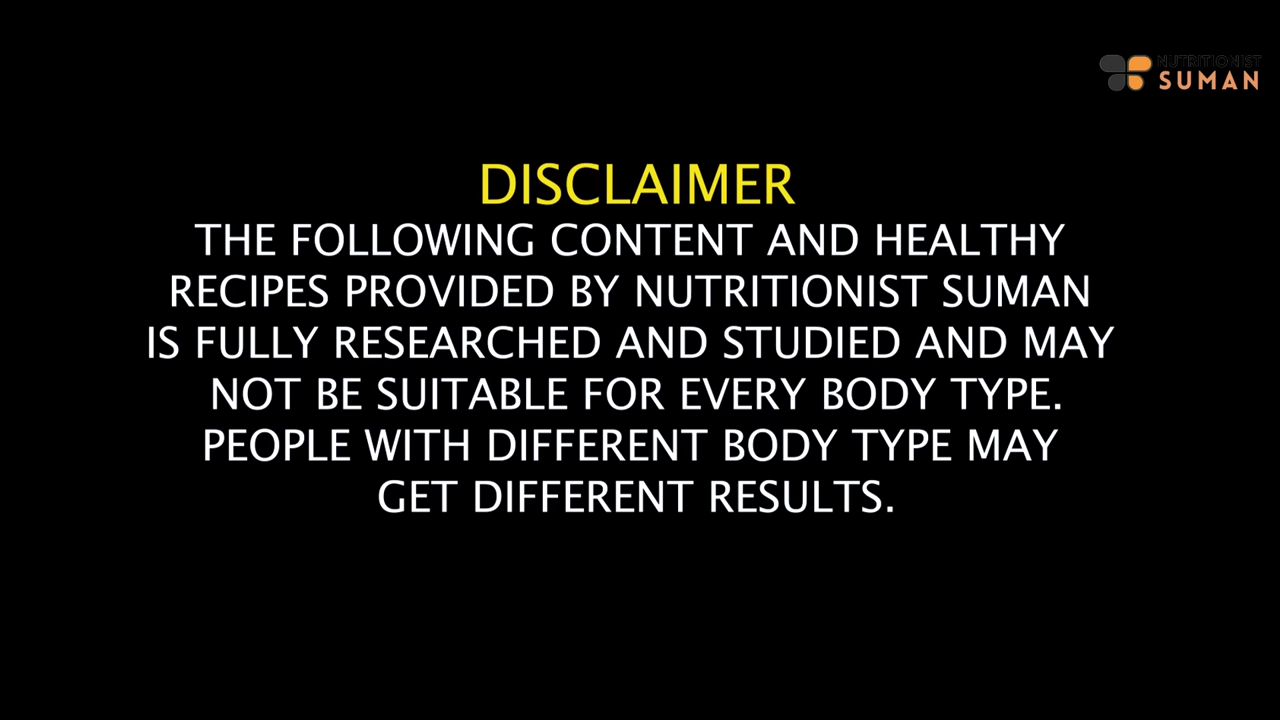 NUTRITIONIST
SUMAN
DISCLAIMER
THE FOLLOWING CONTENT AND HEALTHY
RECIPES PROVIDED BY NUTRITIONIST SUMAN
IS FULLY RESEARCHED AND STUDIED AND MAY
NOT BE SUITABLE FOR EVERY BODY TYPE.
PEOPLE WITH DIFFERENT BODY TYPE MAY
GET DIFFERENT RESULTS.